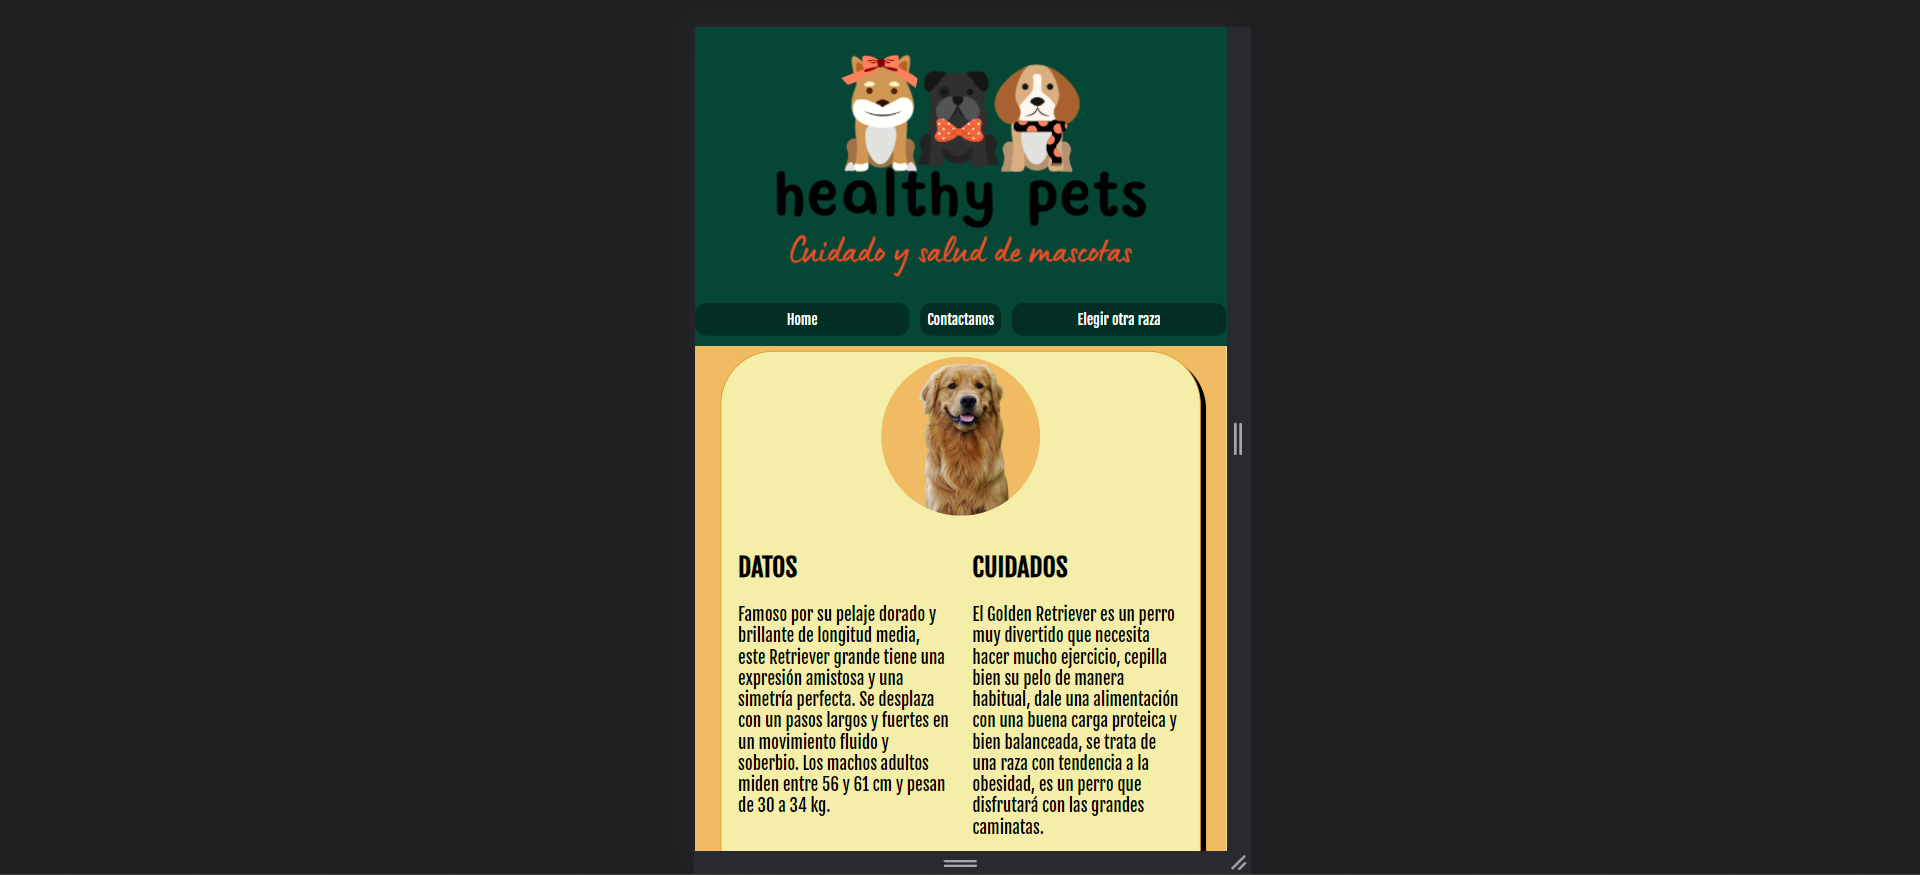 healthy pets
Cuidado y salud de mascotas
Home
Contactanos
Elegir otra raza
DATOS
Famoso por su pelaje dorado y
brillante de longitud media,
este Retriever grande tiene una
expresión amistosa y una
simetría perfecta. Se desplaza
con un pasos largos y fuertes en
un movimiento fluido y
soberbio. Los machos adultos
miden entre 56 y 61 cm y pesan
de 30 a 34 kg.
CUIDADOS
El Golden Retriever es un perro
muy divertido que necesita
hacer mucho ejercicio, cepilla
bien su pelo de manera
habitual, dale una alimentación
con una buena carga proteica y
bien balanceada, se trata de
una raza con tendencia a la
obesidad, es un perro que
disfrutará con las grandes
caminatas.